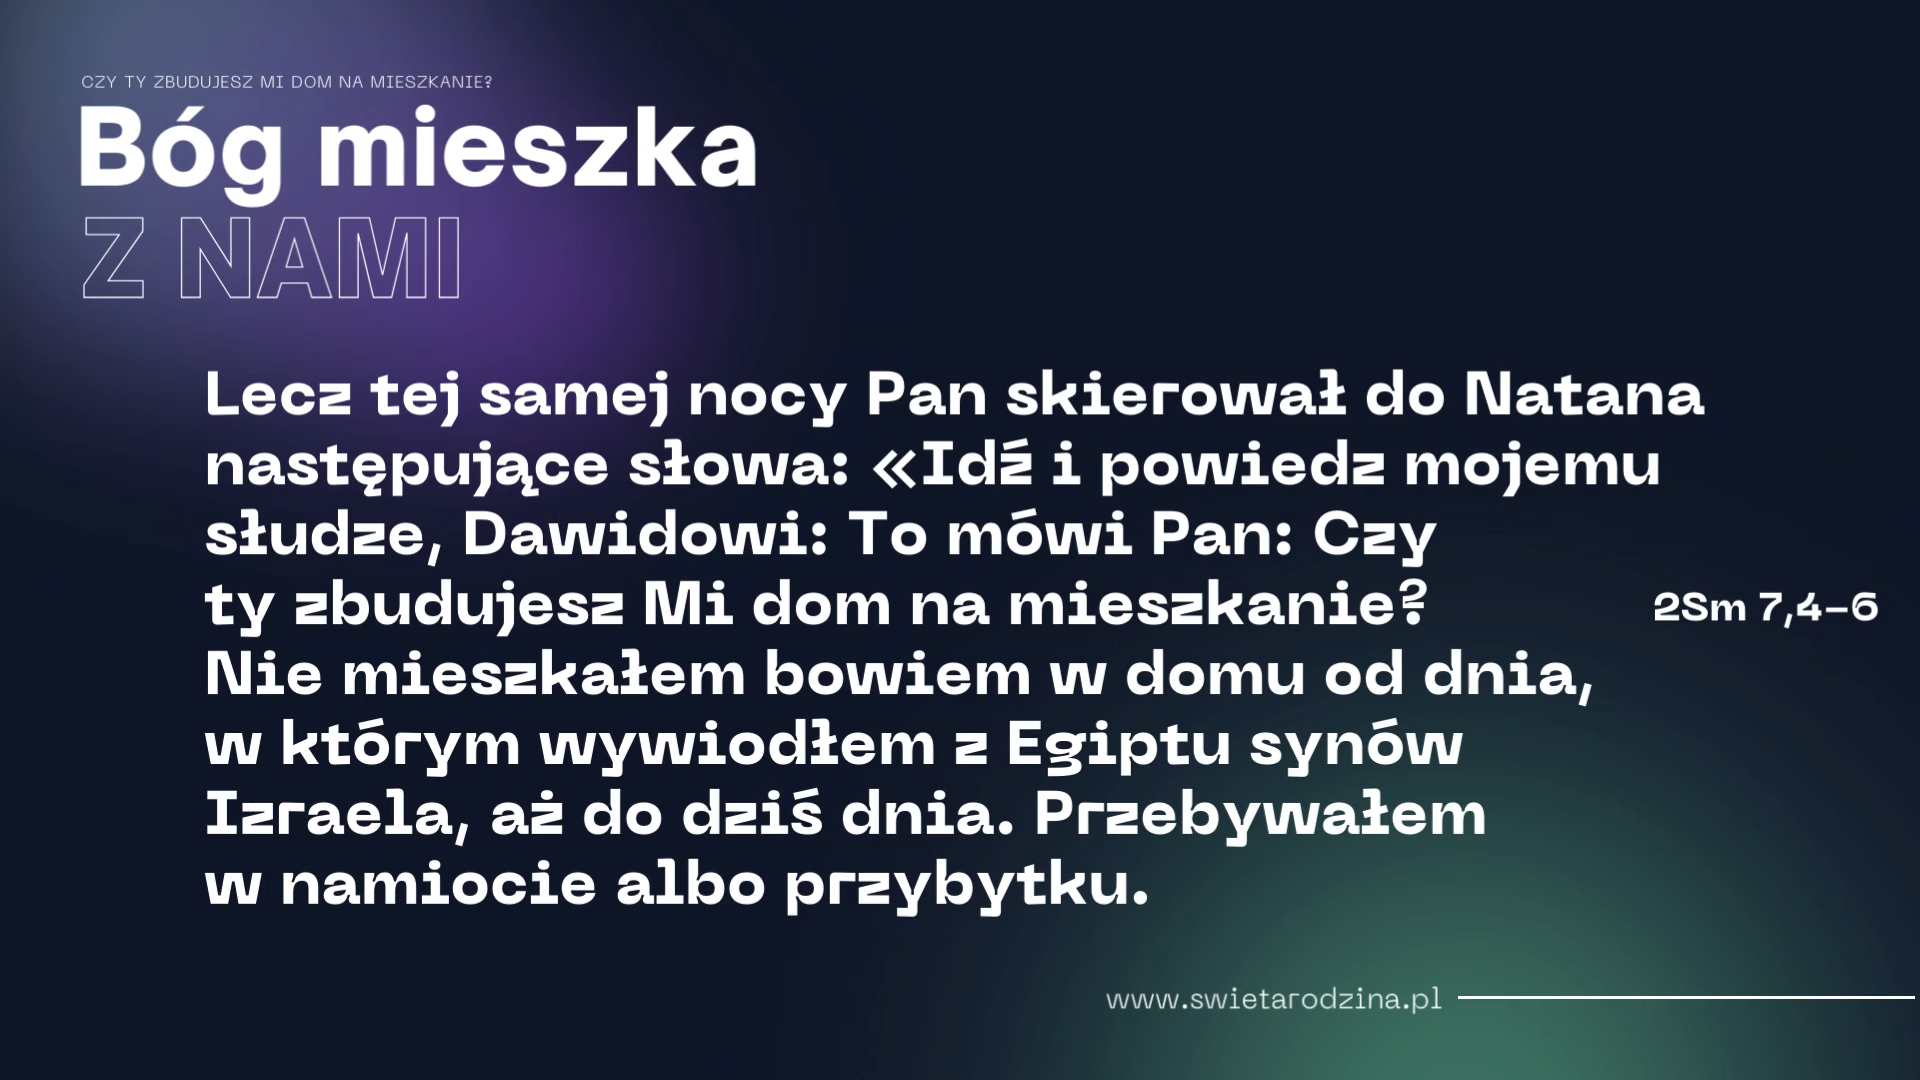 CZY TY ZBUDUJESZ MI DOM NA MIESZKANIE?
Bóg mieszka
Z NAMI
Lecz tej samej nocy Pan skierował do Natana
następujące słowa: «Idź i powiedz mojemu
słudze, Dawidowi: To mówi Pan: Czy
ty zbudujesz Mi dom na mieszkanie?
2Sm 7,4–6
Nie mieszkałem bowiem w domu od dnia,
w którym wywiodłem z Egiptu synów
Izraela, aż do dziś dnia. Przebywałem
w namiocie albo przybytku.
www.swietarodzina.pl